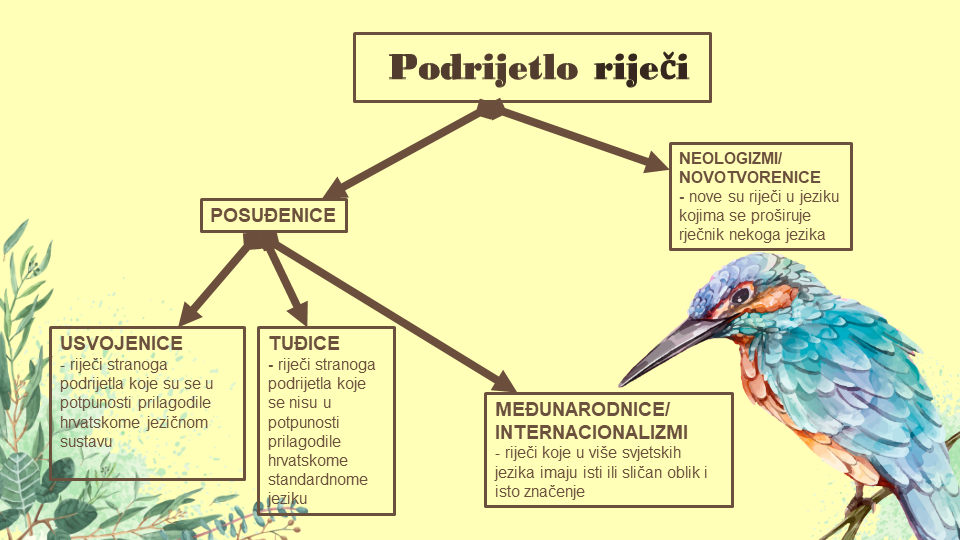 Podrijetlo riječi
NEOLOGIZMI/
NOVOTVORENICE
- nove su riječi u jeziku
kojima se proširuje
rječnik nekoga jezika
POSUĐENICE
USVOJENICE
- riječi stranoga
podrijetla koje su se u
potpunosti prilagodile
hrvatskome jezičnom
sustavu
TUĐICE
- riječi stranoga
podrijetla koje
se nisu u
potpunosti
prilagodile
hrvatskome
standardnome
jeziku
MEĐUNARODNICE/
INTERNACIONALIZMI
- riječi koje u više svjetskih
jezika imaju isti ili sličan oblik i
isto značenje